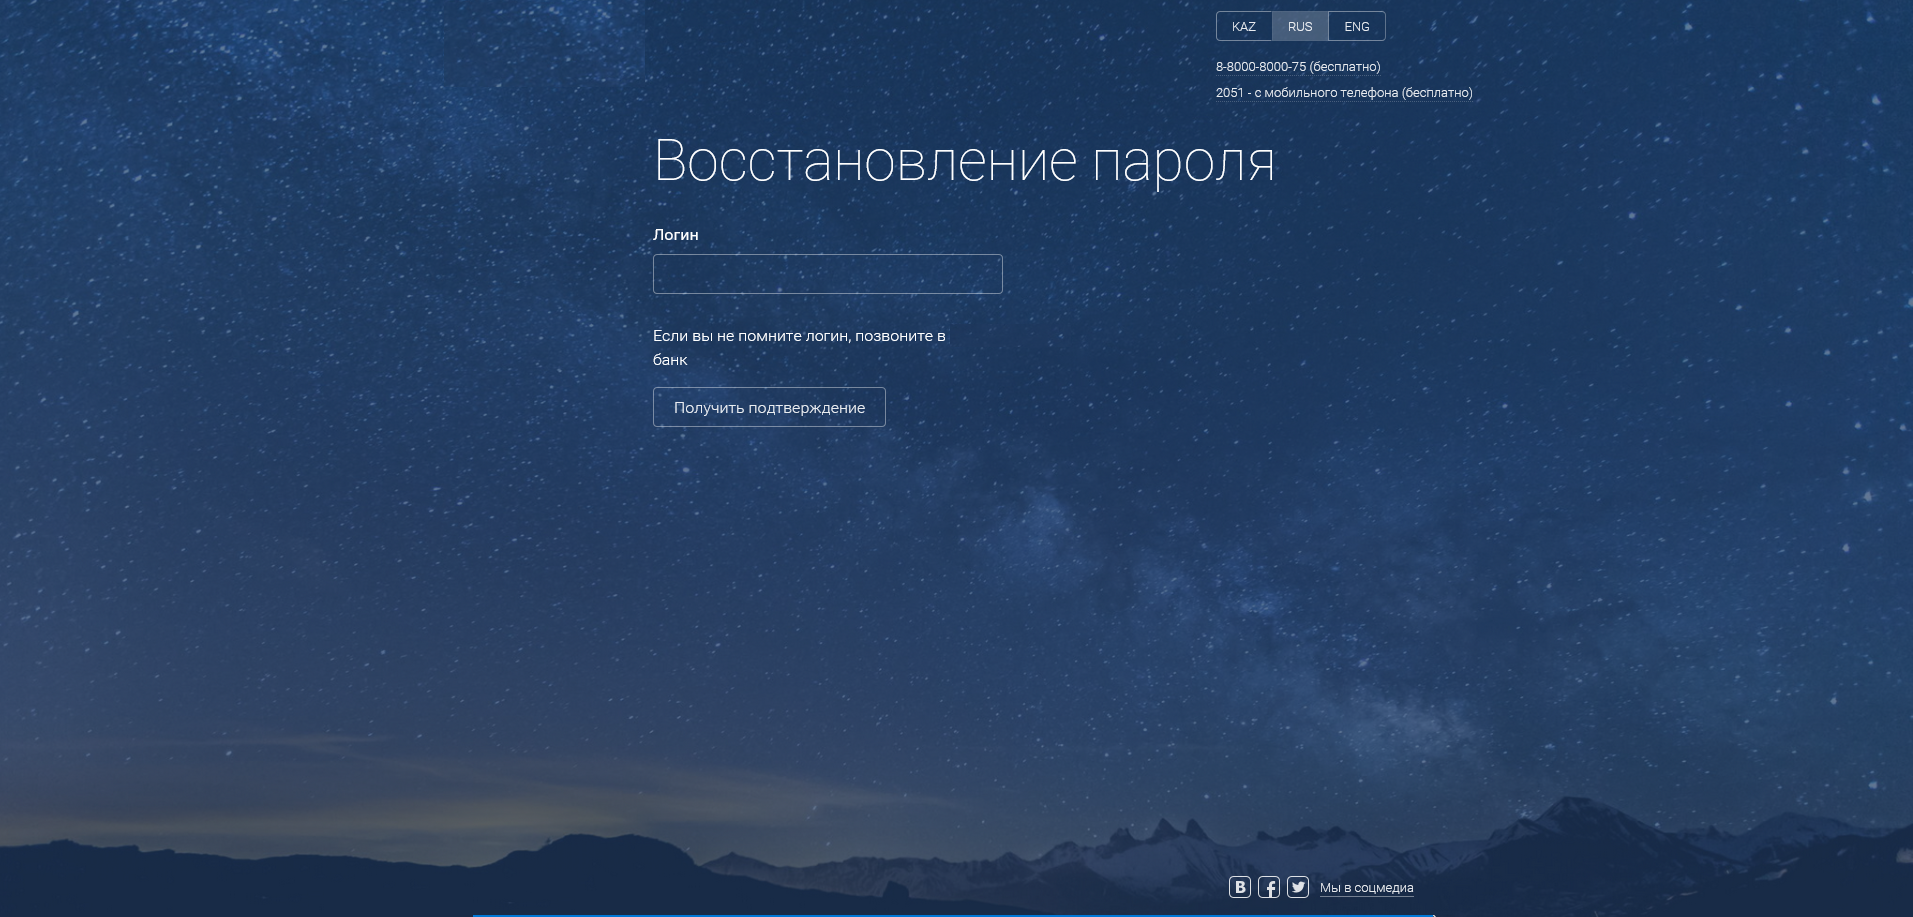 KAZ RUS ENG
8-8000-8000-75 (бесплатно)
2051 - с мобильного телефона (бесплатно)
Восстановление пароля
Логин
Если вы не помните логин, позвоните в
банк
Получить подтверждение
Мы в соцмедиа